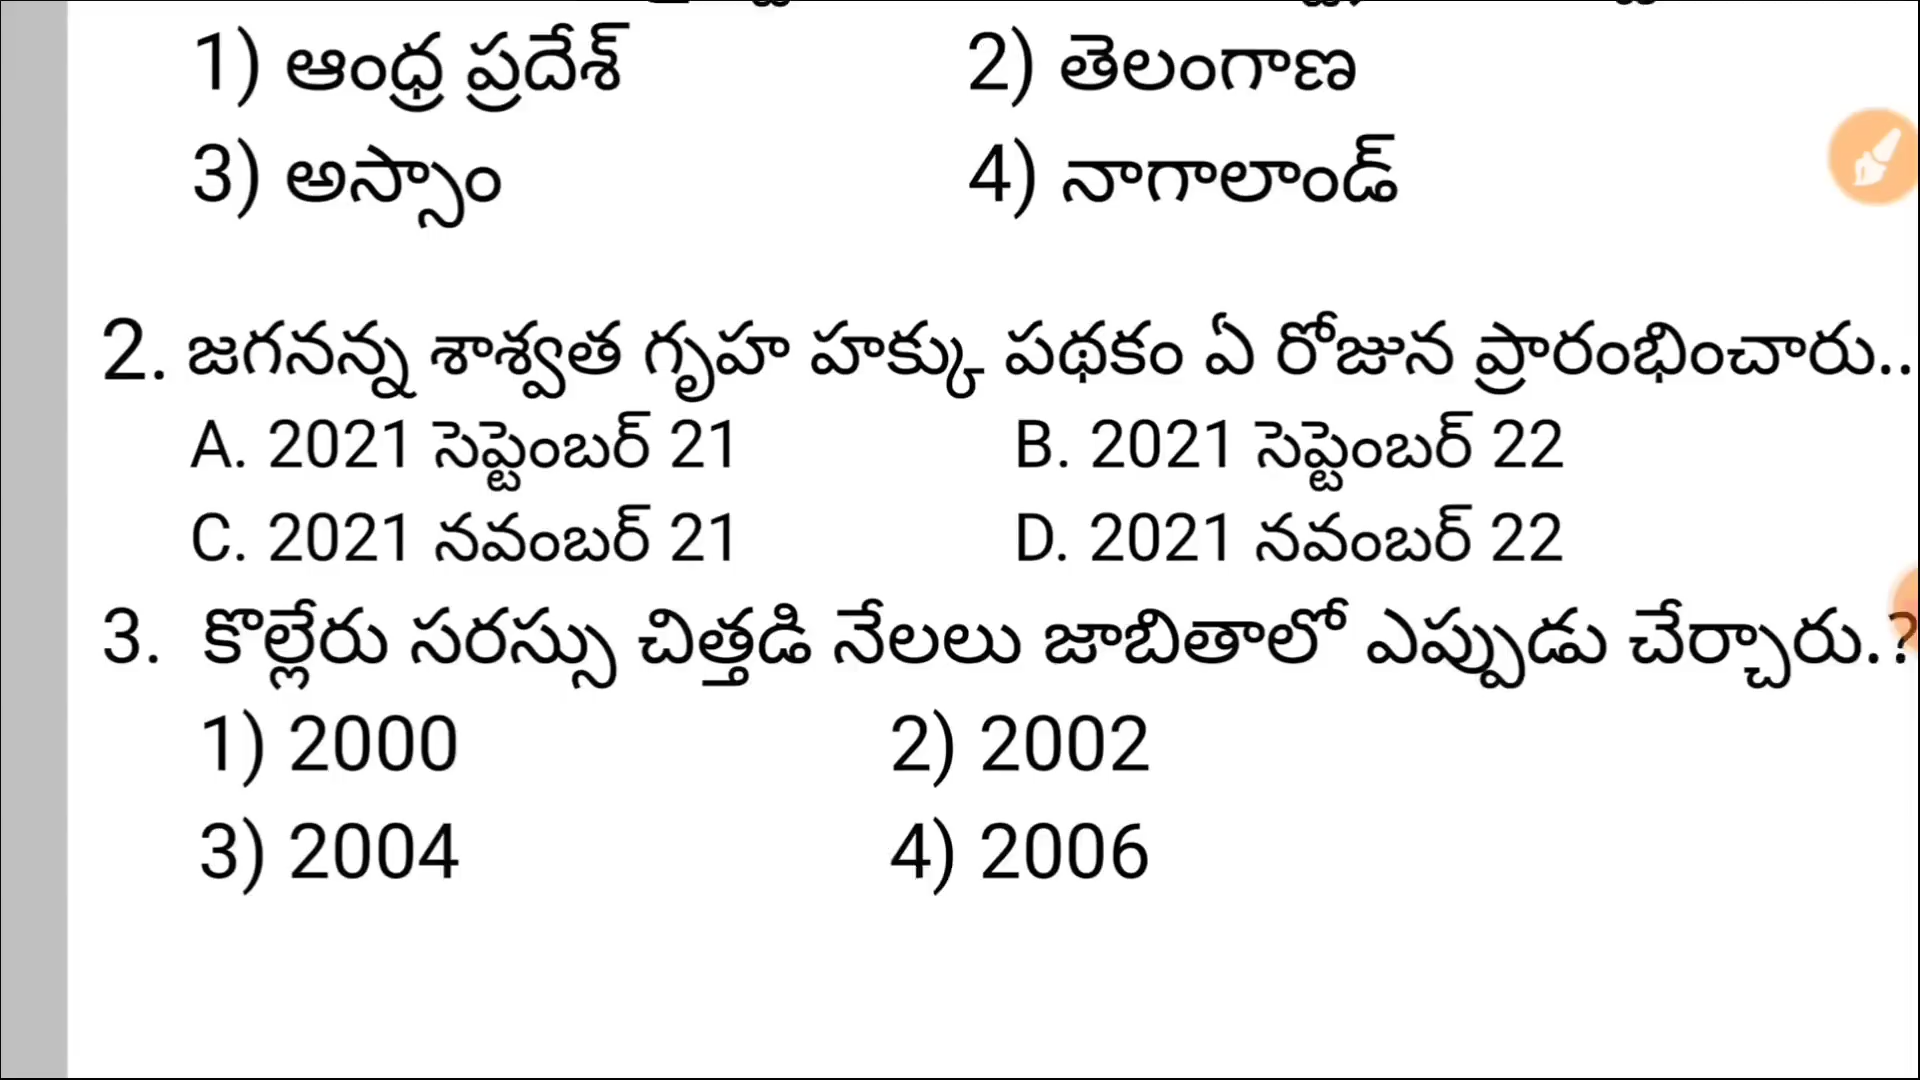 1) ఆంధ్ర ప్రదేశ్ 2) తెలంగాణ
3) అస్సాం 4) నాగాలాండ్
2. జగనన్న శాశ్వత గృహ హక్కు పథకం ఏ రోజున ప్రారంభించారు..
A. 2021 సెప్టెంబర్ 21 B. 2021 సెప్టెంబర్ 22
C. 2021 నవంబర్ 21 D. 2021 నవంబర్ 22
3. కొల్లేరు సరస్సు చిత్తడి నేలలు జాబితాలో ఎప్పుడు చేర్చారు.?
1) 2000 2) 2002
3) 2004 4) 2006